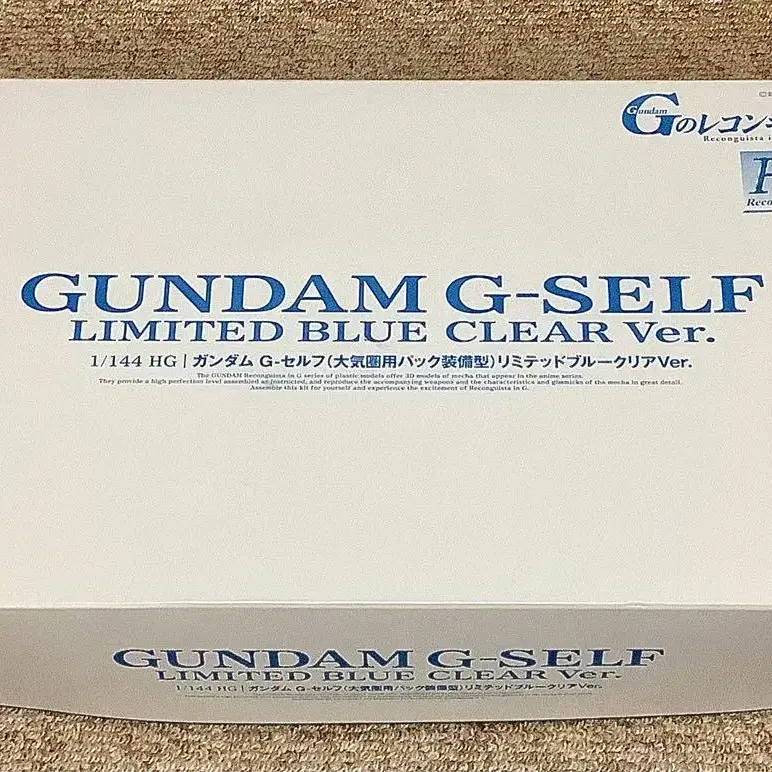 Gundam
Gのレコンギ
Reconguista i
Reco
GUNDAM G-SELF
LIMITED BLUE CLEAR Ver.
1/144 HG | ガンダム G-セルフ(大気圏用パック装備型)リミテッドブルークリアVer.
The GUNDAM Reconguista in G series of plastic models offer 3D models of mecha that appear in the anime series.
They provide a high perfection level assembled as instructed, and reproduce the accompanying weapons and the characteristics and gimmicks of the mecha in great detail.
Assemble this kit for yourself and experience the excitement of Reconguista in G.
GUNDAM G-SELF
LIMITED BLUE CLEAR Ver.
1/144 HG | ガンダム G-セルフ(大気圏用パック装備型)リミテッドブルークリアVer.